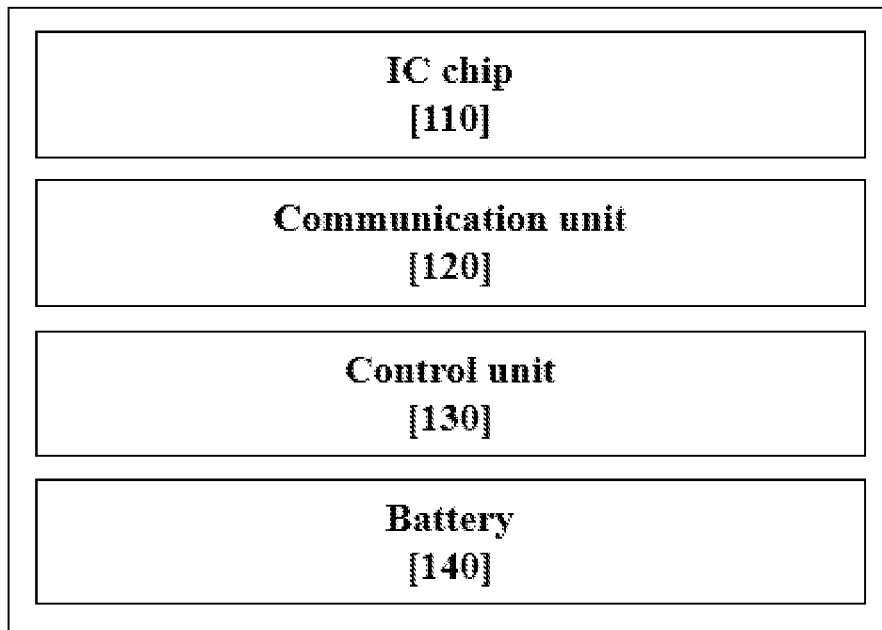 IC chip
[110]
Communication unit
[120]
Control unit
[130]
Battery
[140]